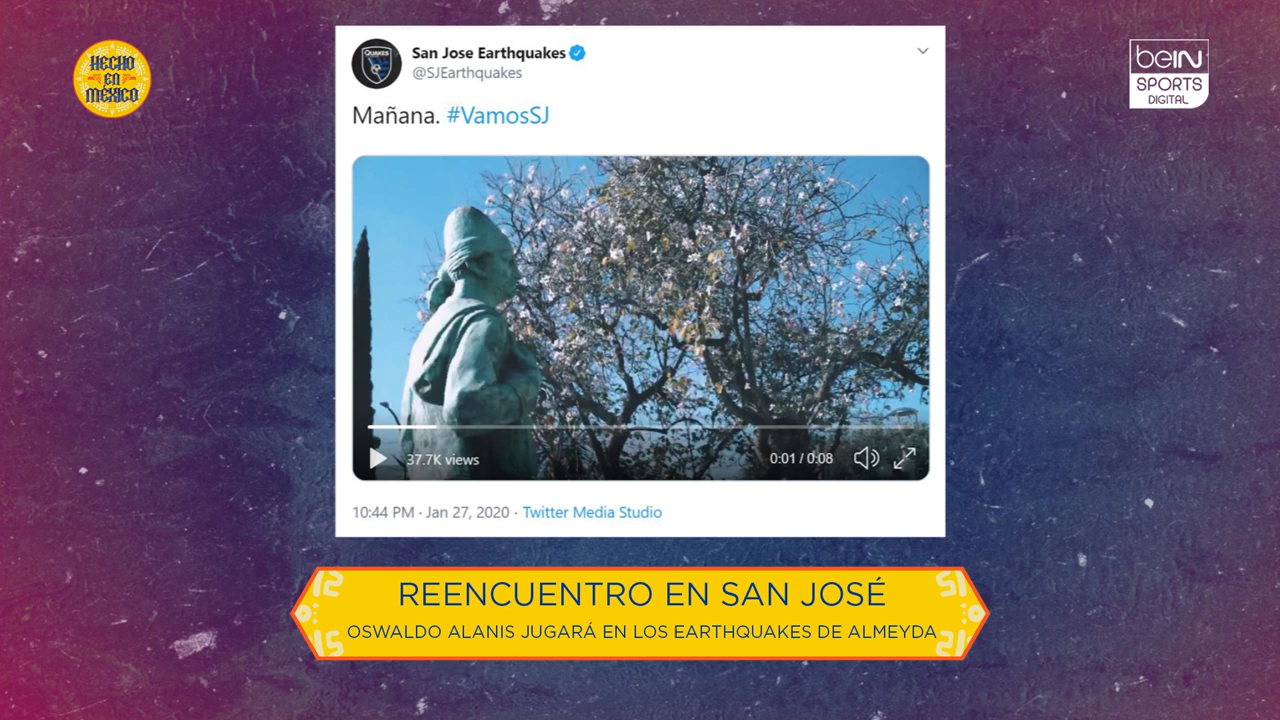 HECHO
EN
MÉXICO
beIN
SPORTS
DIGITAL
QUAKES
San Jose Earthquakes
@SJEarthquakes
Mañana. #VamosSJ
37.7K views
0:01 / 0:08
10:44 PM · Jan 27, 2020 · Twitter Media Studio
REENCUENTRO EN SAN JOSÉ
OSWALDO ALANIS JUGARÁ EN LOS EARTHQUAKES DE ALMEYDA